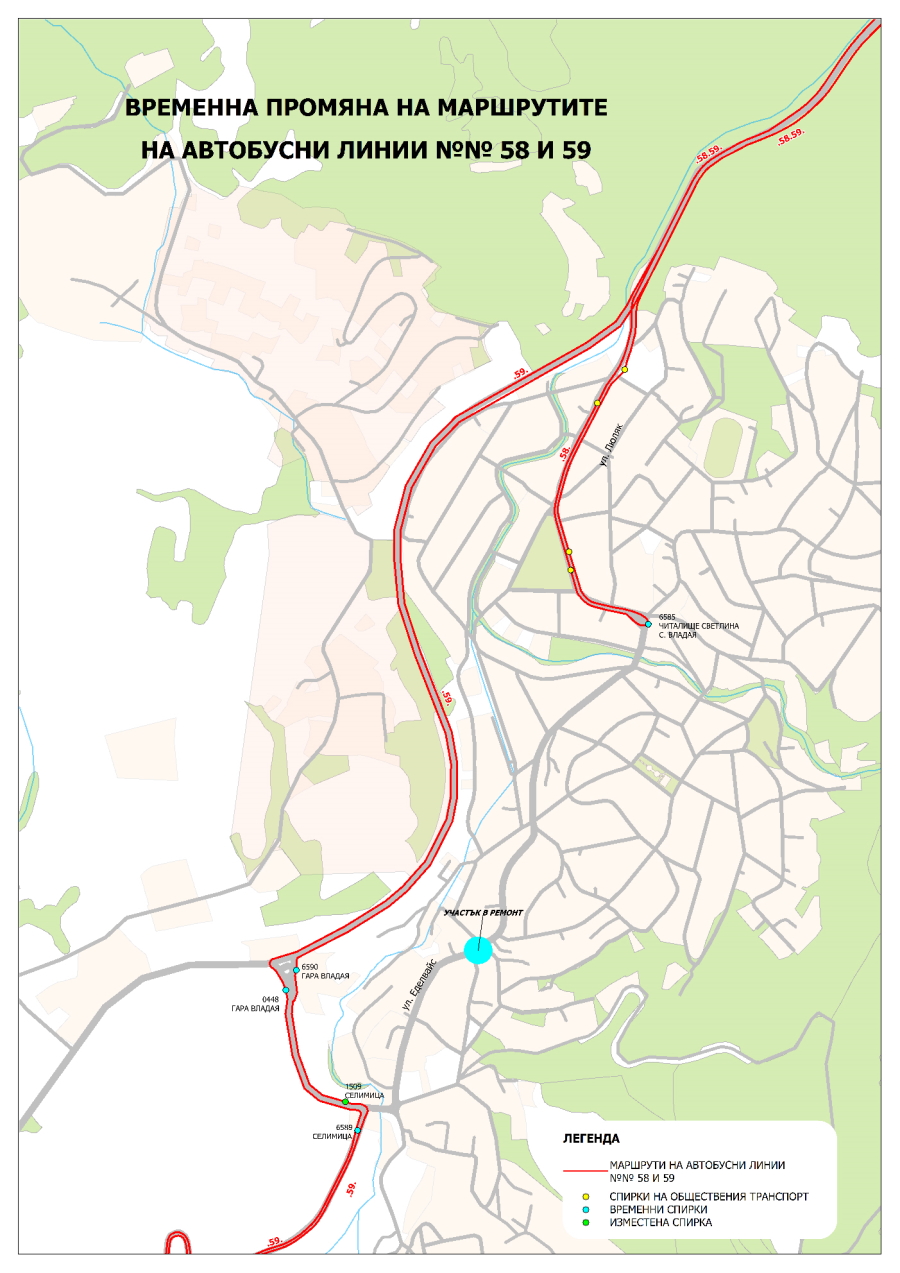 ВРЕМЕННА ПРОМЯНА НА МАРШРУТИТЕ
НА АВТОБУСНИ ЛИНИИ №№ 58 И 59
.58.59.
.58.59.
.59.
ул. Люляк
.58.
6585
ЧИТАЛИЩЕ СВЕТЛИНА
С. ВЛАДАЯ
.59.
УЧАСТЪК В РЕМОНТ
6590
ГАРА ВЛАДАЯ
ул. Еделвайс
0448
ГАРА ВЛАДАЯ
1509
СЕЛИМИЦА
6589
СЕЛИМИЦА
.59.
.59.
ЛЕГЕНДА
МАРШРУТИ НА АВТОБУСНИ ЛИНИИ
№№ 58 И 59
СПИРКИ НА ОБЩЕСТВЕНИЯ ТРАНСПОРТ
ВРЕМЕННИ СПИРКИ
ИЗМЕСТЕНА СПИРКА